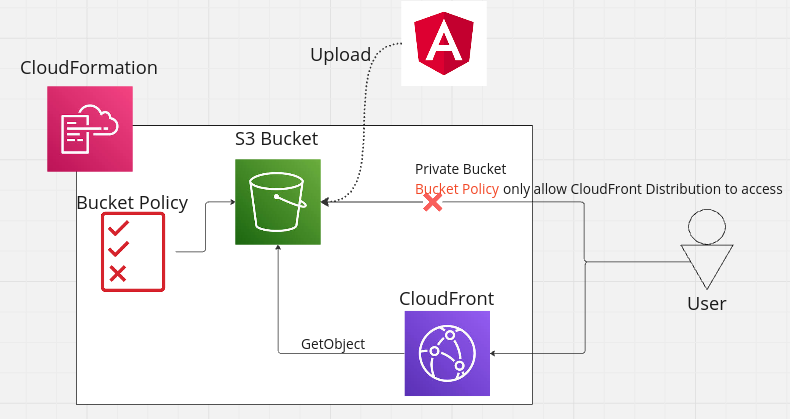 Upload
CloudFormation
S3 Bucket
Private Bucket
Bucket Policy only allow CloudFront Distribution to access
Bucket Policy
CloudFront
User
GetObject